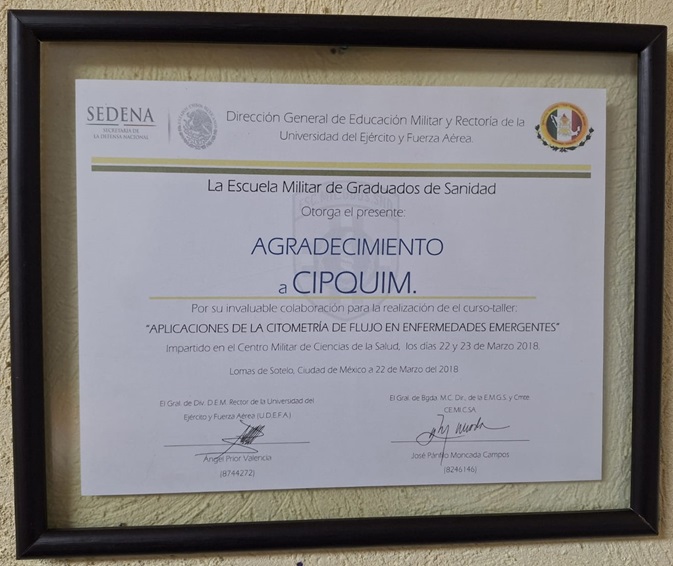 SEDENA
SECRETARÍA DE
LA DEFENSA NACIONAL
Dirección General de Educación Militar y Rectoría de la
Universidad del Ejército y Fuerza Aérea.
La Escuela Militar de Graduados de Sanidad
Otorga el presente:
AGRADECIMIENTO
a CIPQUIM.
Por su invaluable colaboración para la realización de el curso-taller:
“APLICACIONES DE LA CITOMETRÍA DE FLUJO EN ENFERMEDADES EMERGENTES”
Impartido en el Centro Militar de Ciencias de la Salud, los días 22 y 23 de Marzo 2018.
Lomas de Sotelo, Ciudad de México a 22 de Marzo del 2018
El Gral. de Div. D.E.M. Rector de la Universidad del
Ejército y Fuerza Aérea (U.D.E.F.A.)
Ángel Prior Valencia
(8744272)
El Gral. de Bgda. M.C. Dir., de la E.M.G.S. y Cmte.
CE.MI.C.SA.
José Pánfilo Moncada Campos
(8246146)